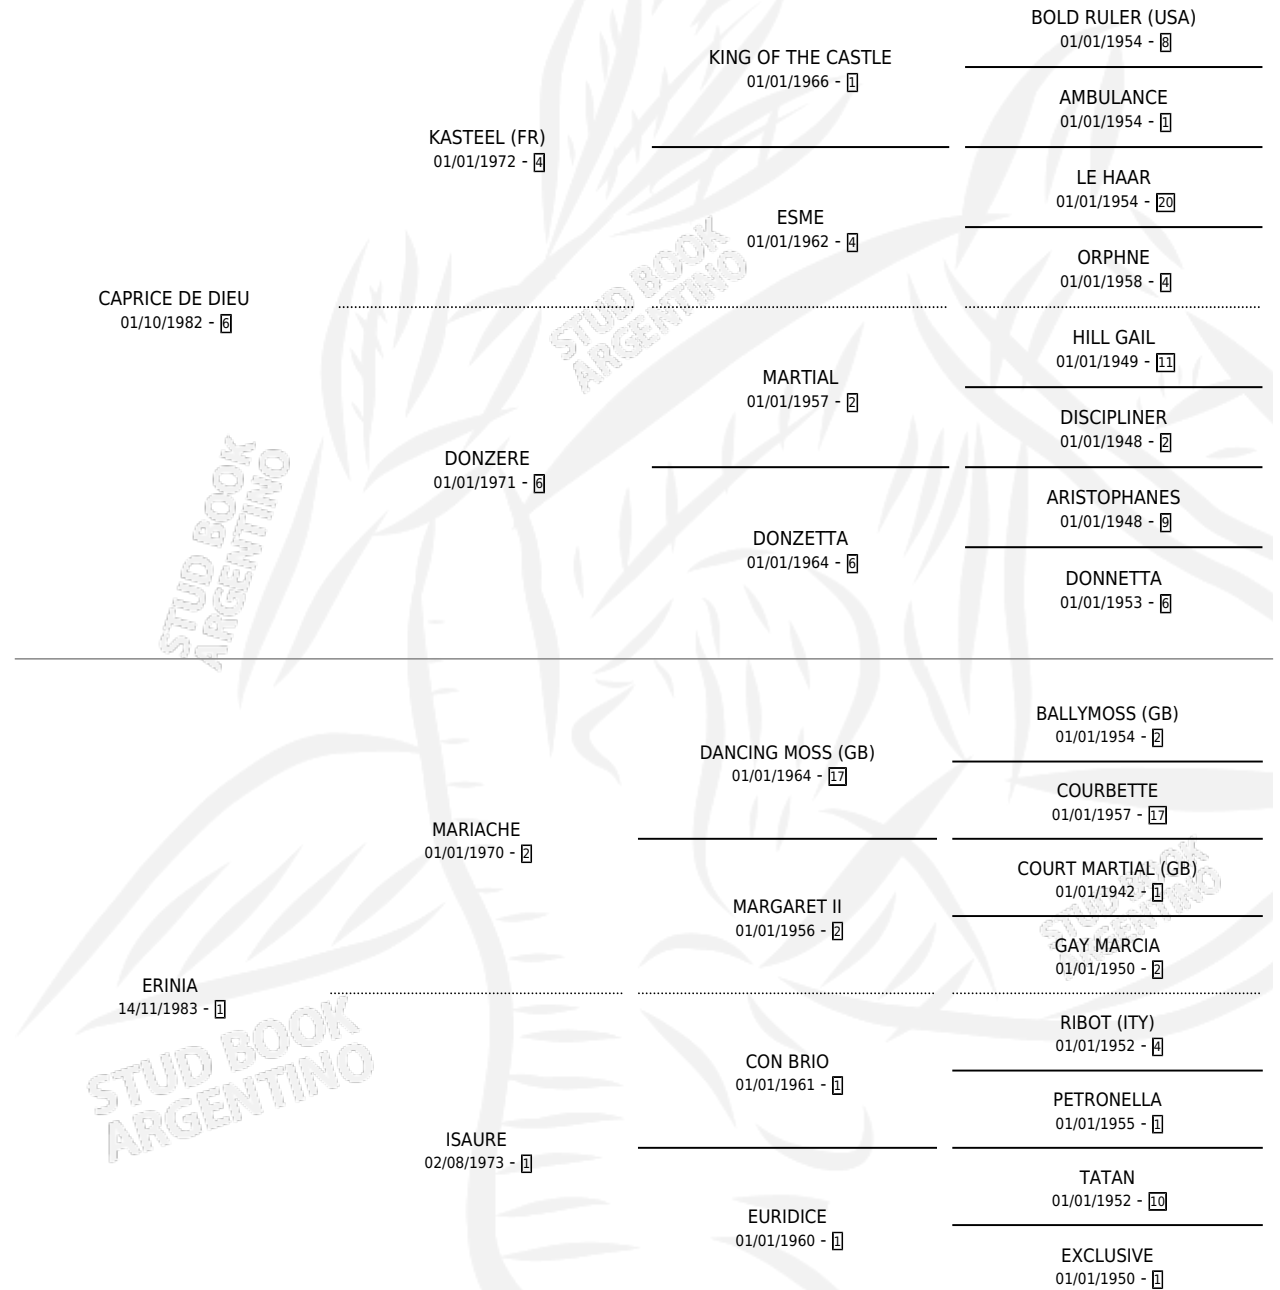 BOLD RULER (USA)
01/01/1954 - 8
KING OF THE CASTLE
01/01/1966 - 1
AMBULANCE
01/01/1954 - 1
KASTEEL (FR)
01/01/1972 - 4
LE HAAR
01/01/1954 - 20
ESME
01/01/1962 - 4
ORPHNE
01/01/1958 - 4
CAPRICE DE DIEU
01/10/1982 - 6
STUD BOOK
ARGENTINO
HILL GAIL
01/01/1949 - 11
MARTIAL
01/01/1957 - 2
DISCIPLINER
01/01/1948 - 2
DONZERE
01/01/1971 - 6
ARISTOPHANES
01/01/1948 - 9
DONZETTA
01/01/1964 - 6
DONNETTA
01/01/1953 - 6
STUD BOOK
ARGENTINO
BALLYMOSS (GB)
01/01/1954 - 2
DANCING MOSS (GB)
01/01/1964 - 17
COURBETTE
01/01/1957 - 17
MARIACHE
01/01/1970 - 2
COURT MARTIAL (GB)
01/01/1942 - 1
STUD BOOK
ARGENTINO
MARGARET II
01/01/1956 - 2
GAY MARCIA
01/01/1950 - 2
ERINIA
14/11/1983 - 1
RIBOT (ITY)
01/01/1952 - 4
CON BRIO
01/01/1961 - 1
PETRONELLA
01/01/1955 - 1
STUD BOOK
ARGENTINO
ISAURE
02/08/1973 - 1
TATAN
01/01/1952 - 10
EURIDICE
01/01/1960 - 1
EXCLUSIVE
01/01/1950 - 1